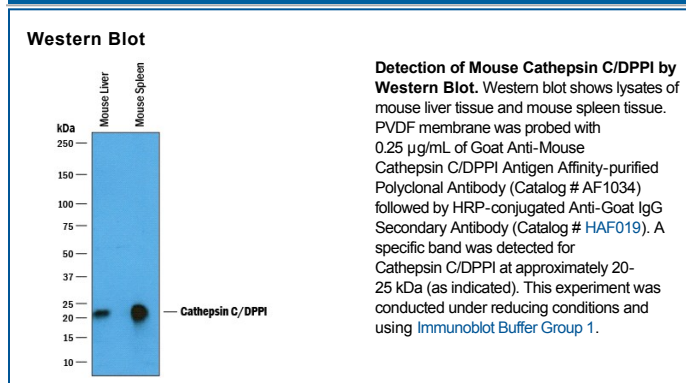 Western Blot
Mouse Liver
Mouse Spleen
kDa
250
150
100
75
50
37
25
20
15
10
Cathepsin C/DPPI
Detection of Mouse Cathepsin C/DPPI by
Western Blot. Western blot shows lysates of
mouse liver tissue and mouse spleen tissue.
PVDF membrane was probed with
0.25 µg/mL of Goat Anti-Mouse
Cathepsin C/DPPI Antigen Affinity-purified
Polyclonal Antibody (Catalog # AF1034)
followed by HRP-conjugated Anti-Goat IgG
Secondary Antibody (Catalog # HAF019). A
specific band was detected for
Cathepsin C/DPPI at approximately 20-
25 kDa (as indicated). This experiment was
conducted under reducing conditions and
using Immunoblot Buffer Group 1.